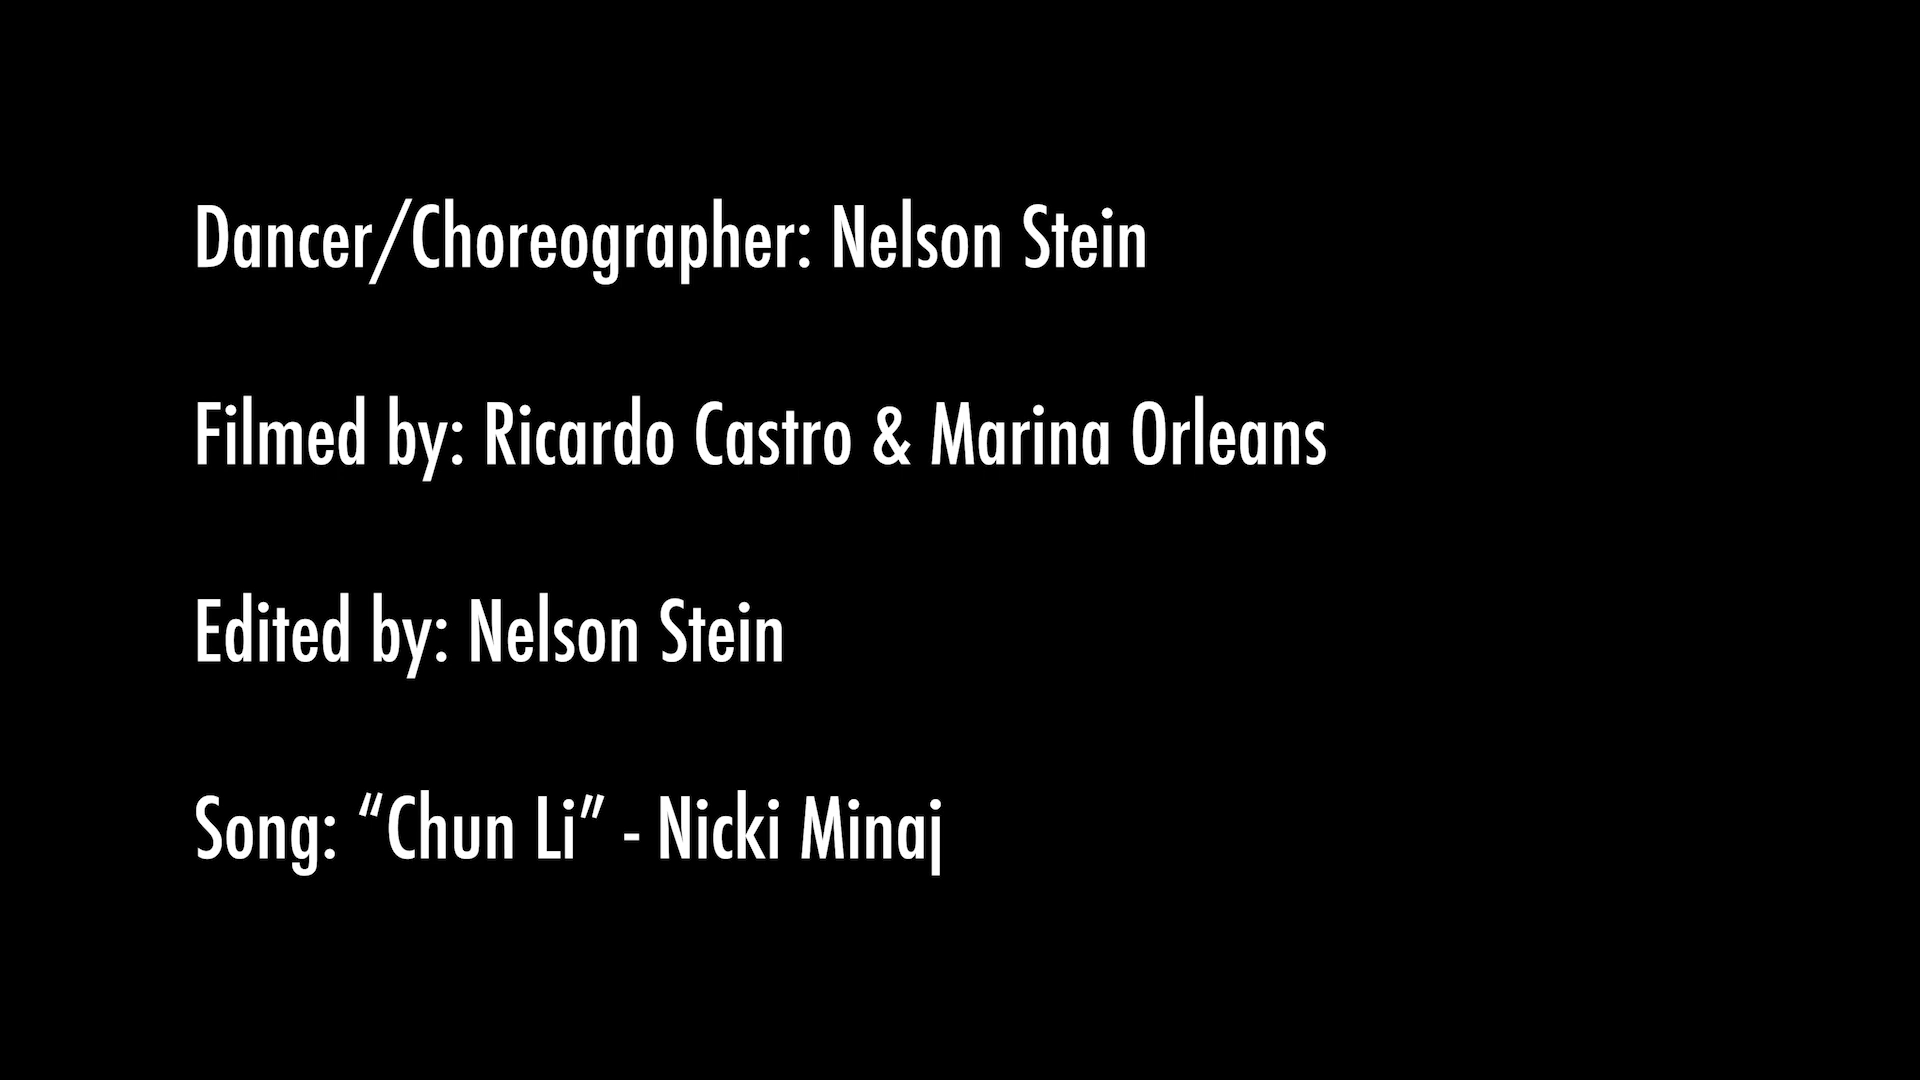 Dancer/Choreographer: Nelson Stein
Filmed by: Ricardo Castro & Marina Orleans
Edited by: Nelson Stein
Song: “Chun Li” - Nicki Minaj